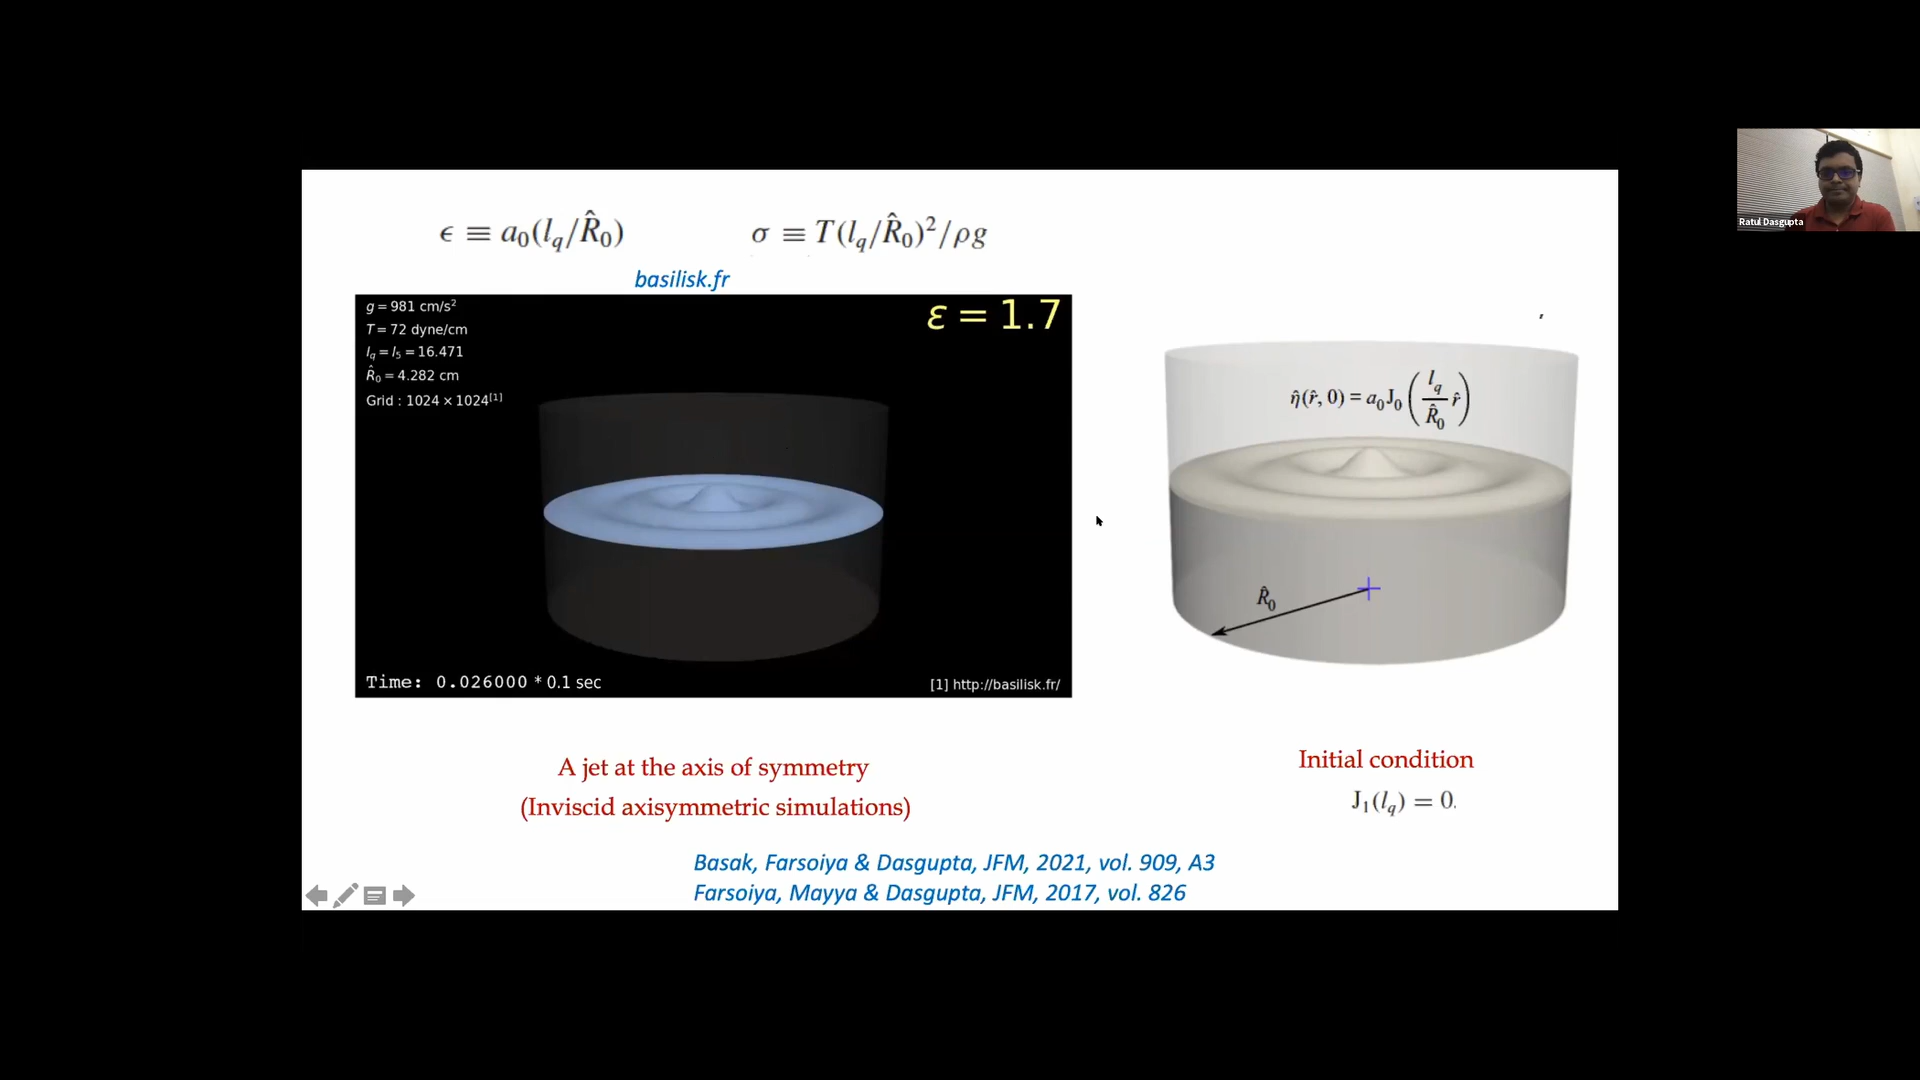 ϵ ≡ a₀(l_q/R̂₀)
σ ≡ T(l_q/R̂₀)²/ρg
basilisk.fr
g = 981 cm/s²
T = 72 dyne/cm
l_q = l₅ = 16.471
R̂₀ = 4.282 cm
Grid : 1024 × 1024[1]
ε = 1.7
Time: 0.026000 * 0.1 sec
[1] http://basilisk.fr/
η̂(r̂, 0) = a₀J₀(l_q/R̂₀ r̂)
R̂₀
A jet at the axis of symmetry
(Inviscid axisymmetric simulations)
Initial condition
J₁(l_q) = 0.
Basak, Farsoiya & Dasgupta, JFM, 2021, vol. 909, A3
Farsoiya, Mayya & Dasgupta, JFM, 2017, vol. 826
Ratul Dasgupta